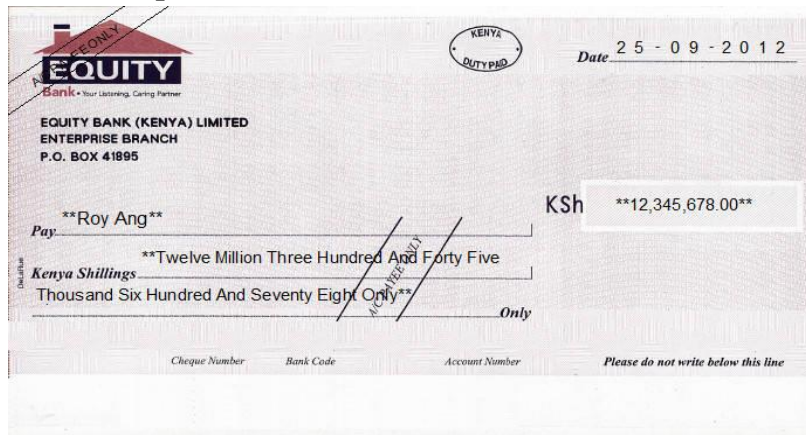 A/C PAYEE ONLY
EQUITY
Bank • Your Listening, Caring Partner
KENYA
DUTY PAID
Date 25 - 09 - 2012
EQUITY BANK (KENYA) LIMITED
ENTERPRISE BRANCH
P.O. BOX 41895
KSh **12,345,678.00**
Pay **Roy Ang**
Kenya Shillings **Twelve Million Three Hundred And Forty Five
Thousand Six Hundred And Seventy Eight Only**
Only
A/C PAYEE ONLY
DeLaRue
Cheque Number Bank Code Account Number Please do not write below this line